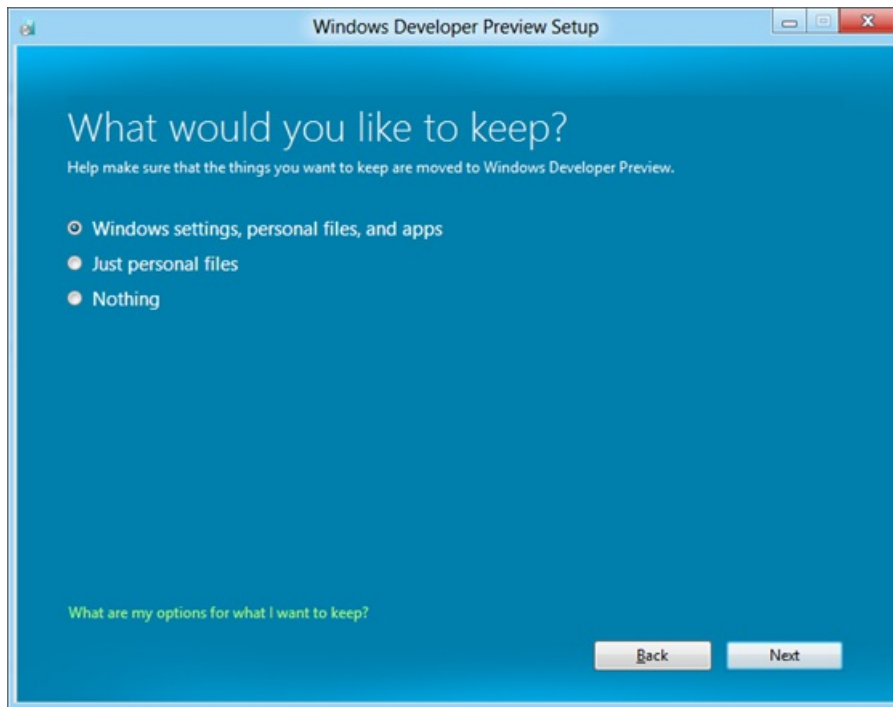 Windows Developer Preview Setup
What would you like to keep?
Help make sure that the things you want to keep are moved to Windows Developer Preview.
Windows settings, personal files, and apps
Just personal files
Nothing
What are my options for what I want to keep?
Back
Next